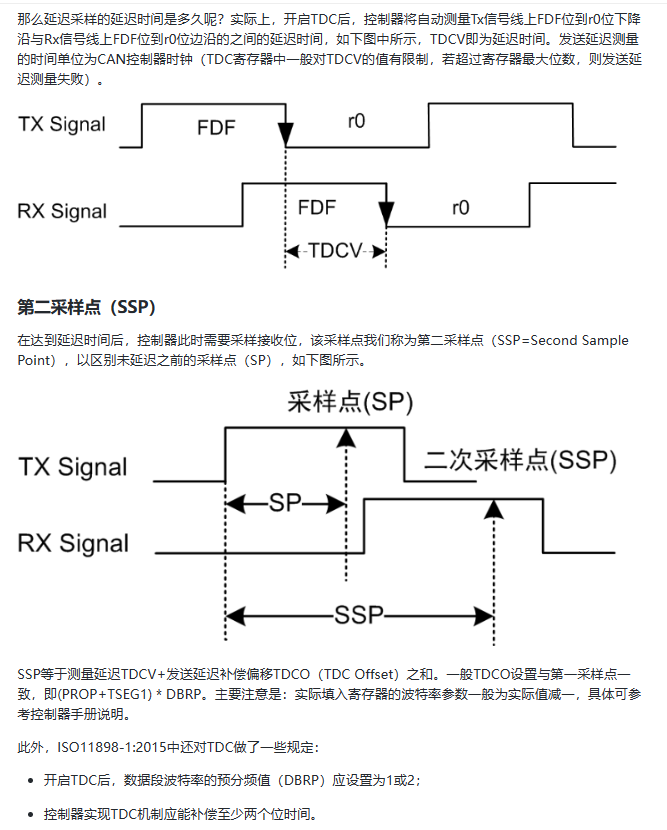 那么延迟采样的延迟时间是多久呢？实际上，开启TDC后，控制器将自动测量Tx信号线上FDF位到r0位下降
沿与Rx信号线上FDF位到r0位边沿的之间的延迟时间，如下图中所示，TDCV即为延迟时间。发送延迟测量
的时间单位为CAN控制器时钟（TDC寄存器中一般对TDCV的值有限制，若超过寄存器最大位数，则发送延
迟测量失败）。
TX Signal
FDF
r0
RX Signal
FDF
r0
TDCV
第二采样点（SSP）
在达到延迟时间后，控制器此时需要采样接收位，该采样点我们称为第二采样点（SSP=Second Sample
Point），以区别未延迟之前的采样点（SP），如下图所示。
采样点(SP)
TX Signal
二次采样点(SSP)
SP
RX Signal
SSP
SSP等于测量延迟TDCV+发送延迟补偿偏移TDCO（TDC Offset）之和。一般TDCO设置与第一采样点一
致，即(PROP+TSEG1) * DBRP。主要注意是：实际填入寄存器的波特率参数一般为实际值减一，具体可参
考控制器手册说明。
此外，ISO11898-1:2015中还对TDC做了一些规定：
• 开启TDC后，数据段波特率的预分频值（DBRP）应设置为1或2；
• 控制器实现TDC机制应能补偿至少两个位时间。